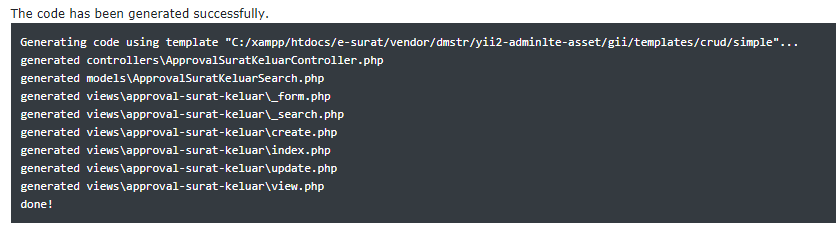 The code has been generated successfully.
Generating code using template "C:/xampp/htdocs/e-surat/vendor/dmstr/yii2-adminlte-asset/gii/templates/crud/simple"...
generated controllers\ApprovalSuratKeluarController.php
generated models\ApprovalSuratKeluarSearch.php
generated views\approval-surat-keluar\_form.php
generated views\approval-surat-keluar\_search.php
generated views\approval-surat-keluar\create.php
generated views\approval-surat-keluar\index.php
generated views\approval-surat-keluar\update.php
generated views\approval-surat-keluar\view.php
done!